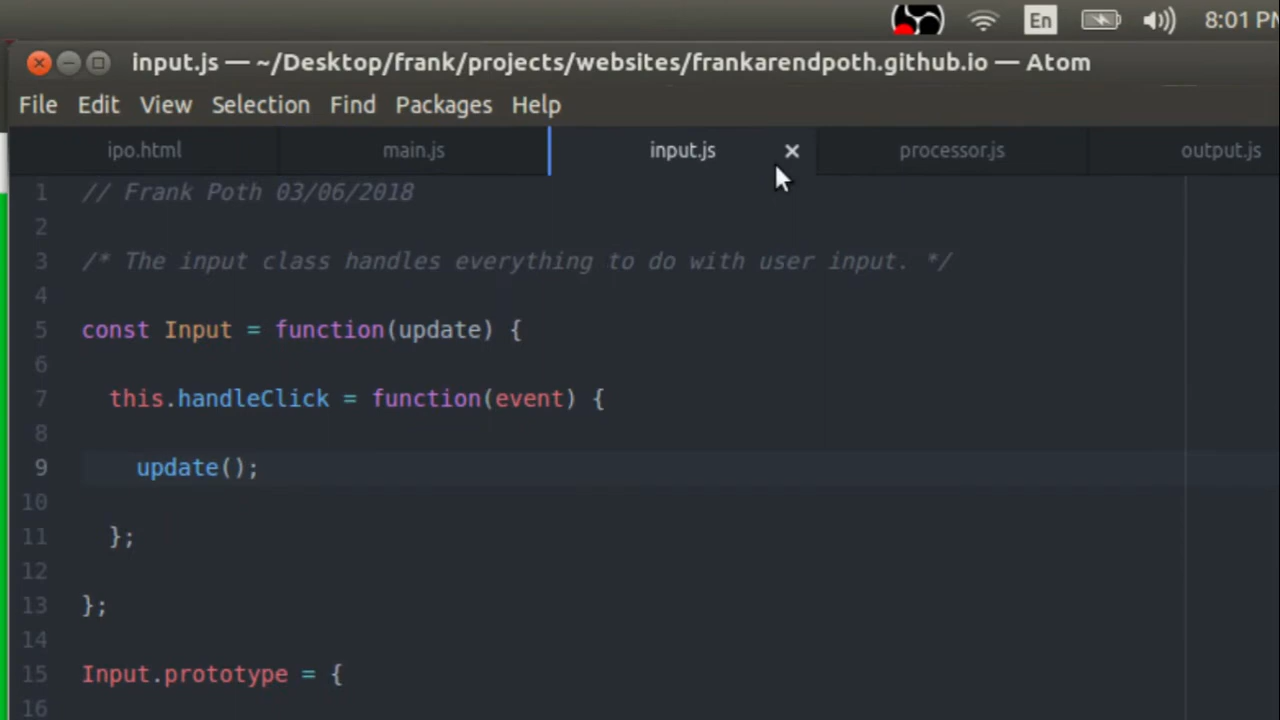 En
8:01 PM
input.js — ~/Desktop/frank/projects/websites/frankarendpoth.github.io — Atom
File Edit View Selection Find Packages Help
ipo.html main.js input.js processor.js output.js
1 // Frank Poth 03/06/2018
2
3 /* The input class handles everything to do with user input. */
4
5 const Input = function(update) {
6
7 this.handleClick = function(event) {
8
9 update();
10
11 };
12
13 };
14
15 Input.prototype = {
16